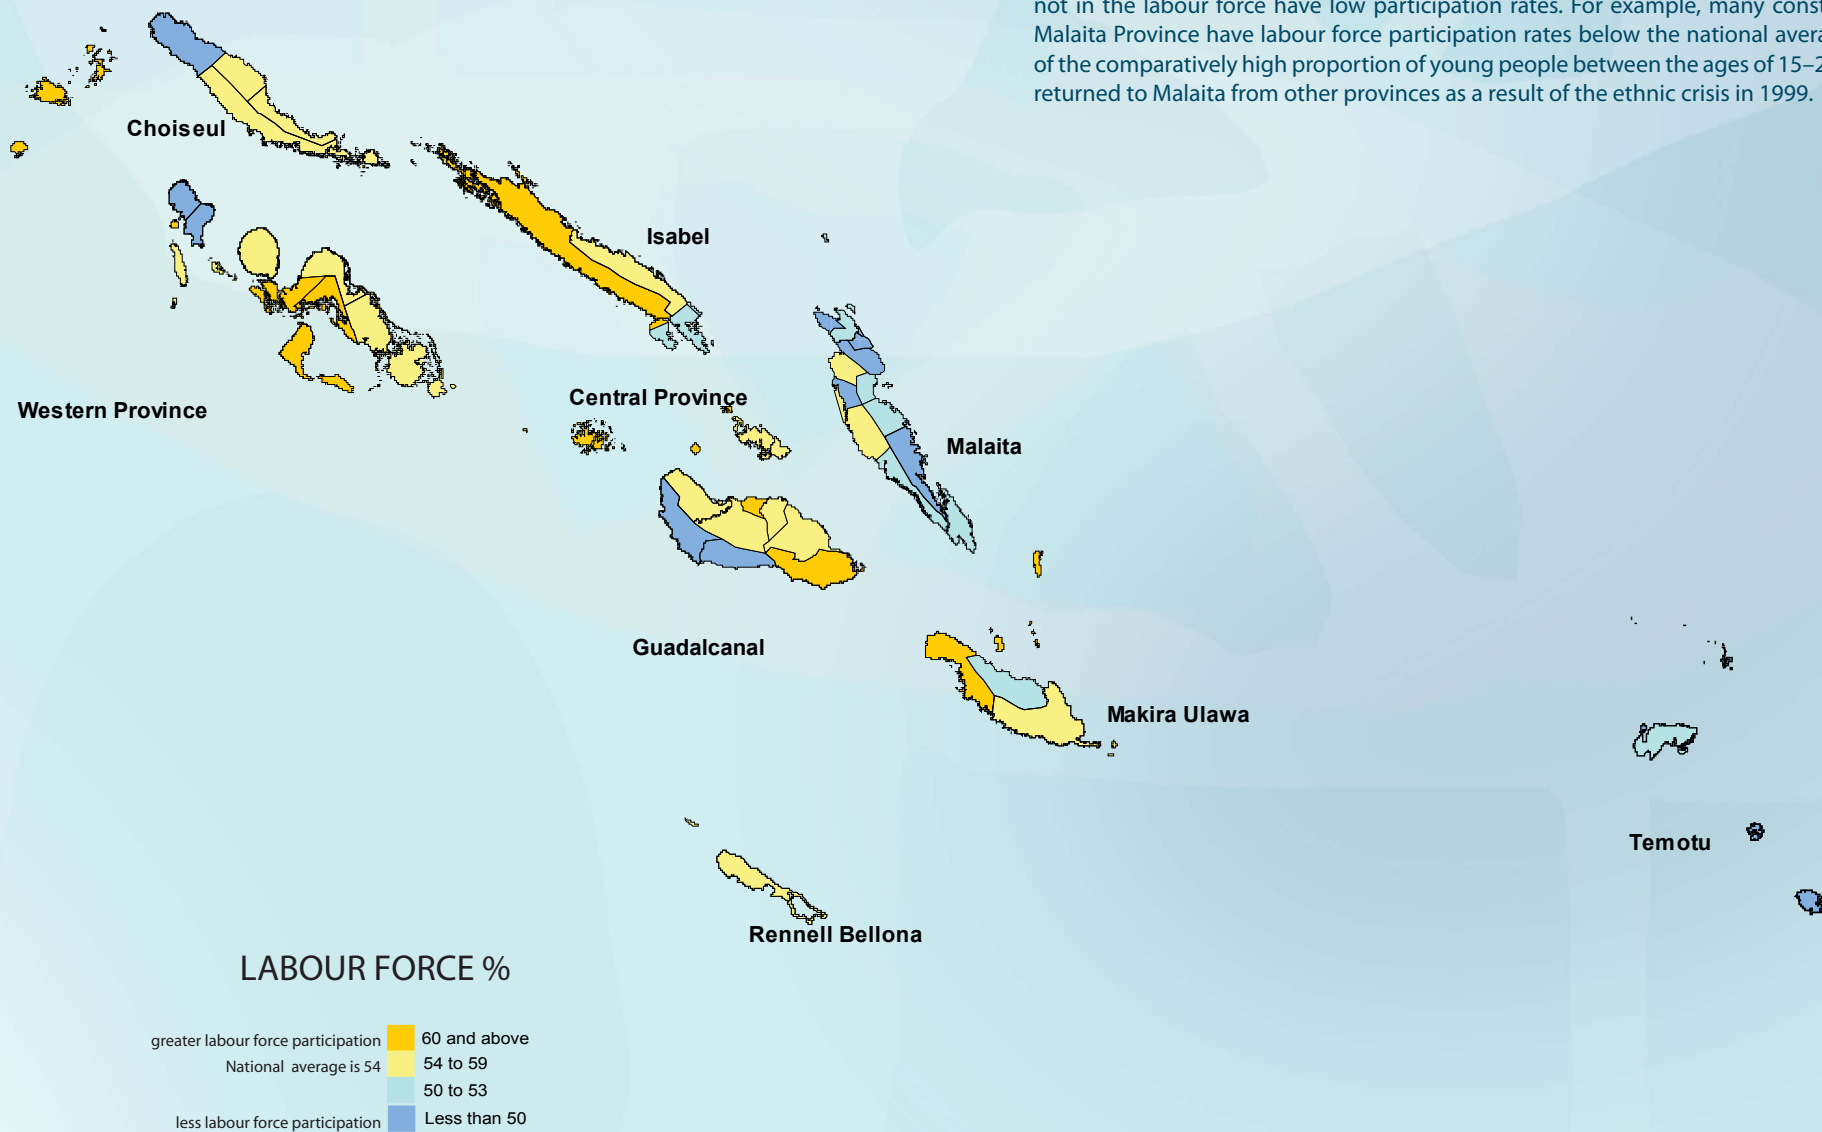 not in the labour force have low participation rates. For example, many const
Malaita Province have labour force participation rates below the national avera
of the comparatively high proportion of young people between the ages of 15–2
returned to Malaita from other provinces as a result of the ethnic crisis in 1999.
Choiseul
Isabel
Western Province
Central Province
Malaita
Guadalcanal
Makira Ulawa
Temotu
Rennell Bellona
LABOUR FORCE %
greater labour force participation 60 and above
National average is 54 54 to 59
50 to 53
less labour force participation Less than 50